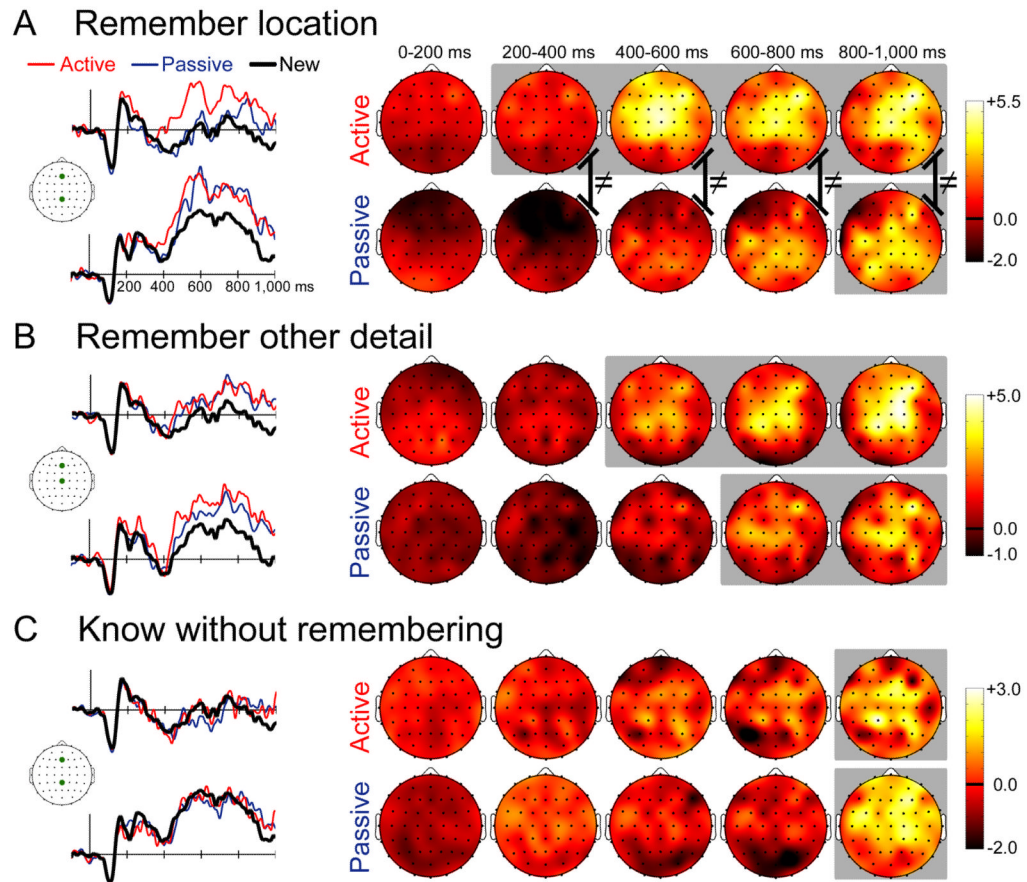 A Remember location
Active Passive New
0-200 ms 200-400 ms 400-600 ms 600-800 ms 800-1,000 ms
Active
+5.5
0.0
-2.0
≠ ≠ ≠ ≠
Passive
200 400 600 800 1,000 ms
B Remember other detail
Active
+5.0
0.0
-1.0
Passive
C Know without remembering
Active
+3.0
0.0
-2.0
Passive